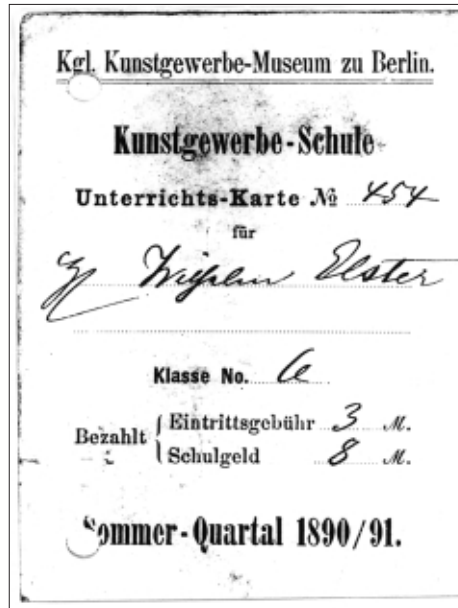 Kgl. Kunstgewerbe-Museum zu Berlin.
Kunstgewerbe-Schule
Unterrichts-Karte № 454
für
Wilhelm Elster
Klasse No.
Bezahlt { Eintrittsgebühr 3 M.
Schulgeld 8 M.
Sommer-Quartal 1890/91.